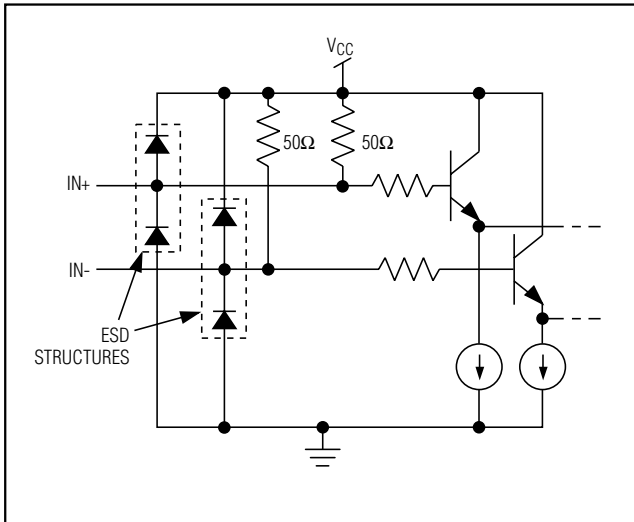 VCC
50Ω
50Ω
IN+
IN-
ESD
STRUCTURES